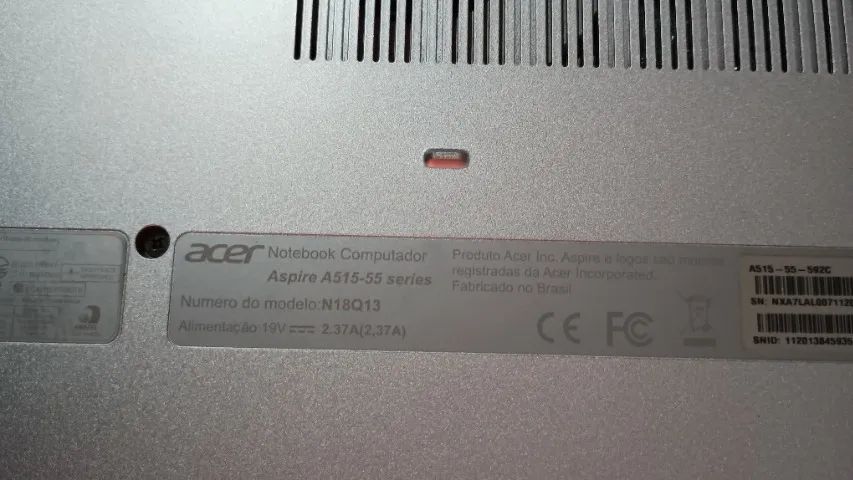 acer Notebook Computador
Aspire A515-55 series
Numero do modelo:N18Q13
Alimentação 19V 2.37A(2,37A)
Produto Acer Inc. Aspire e logos são
registradas da Acer Incorporated.
Fabricado no Brasil
CE FC
A515-55-592C
SN: NXA7LAL007112
SNID: 11201384593